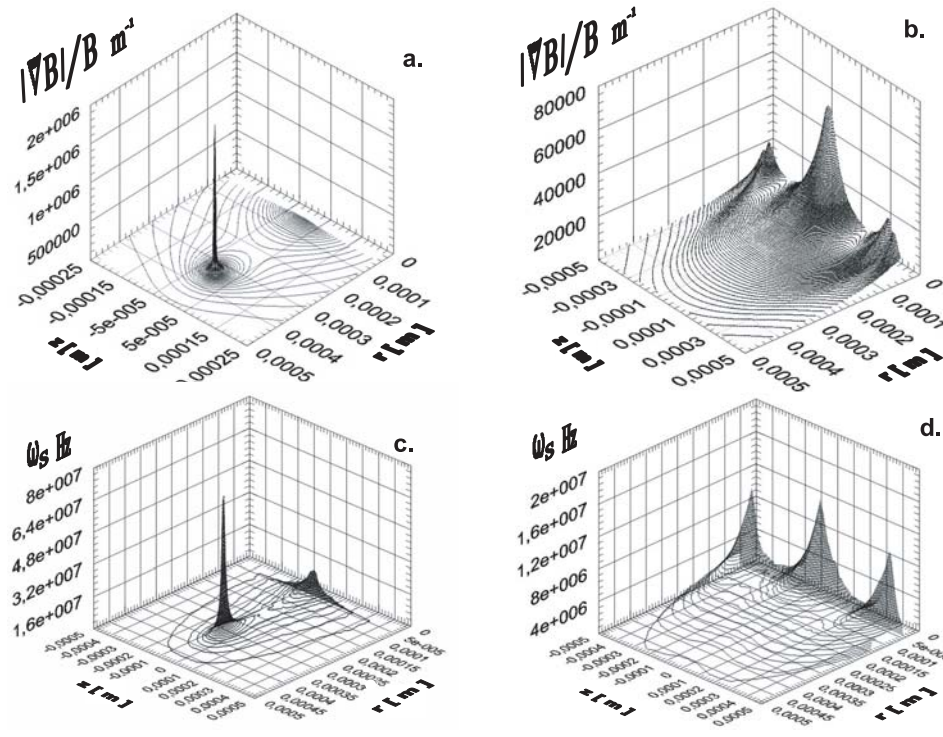 |∇B|/B m⁻¹
a.
2e+006
1,5e+006
1e+006
500000
-0,00025
-0,00015
-5e-005
5e-005
0,00015
0,00025
z[m]
0
0,0001
0,0002
0,0003
0,0004
0,0005
r[m]
|∇B|/B m⁻¹
b.
80000
60000
40000
20000
-0,0005
-0,0003
-0,0001
0,0001
0,0003
0,0005
z[m]
0
0,0001
0,0002
0,0003
0,0004
0,0005
r[m]
ωs Hz
c.
8e+007
6,4e+007
4,8e+007
3,2e+007
1,6e+007
-0,0005
-0,0004
-0,0003
-0,0002
-0,0001
0
0,0001
0,0002
0,0003
0,0004
0,0005
z[m]
0
5e-005
0,0001
0,00015
0,0002
0,00025
0,0003
0,00035
0,0004
0,00045
0,0005
r[m]
ωs Hz
d.
2e+007
1,6e+007
1,2e+007
8e+006
4e+006
-0,0005
-0,0004
-0,0003
-0,0002
-0,0001
0
0,0001
0,0002
0,0003
0,0004
0,0005
z[m]
0
5e-005
0,0001
0,00015
0,0002
0,00025
0,0003
0,00035
0,0004
0,00045
0,0005
r[m]